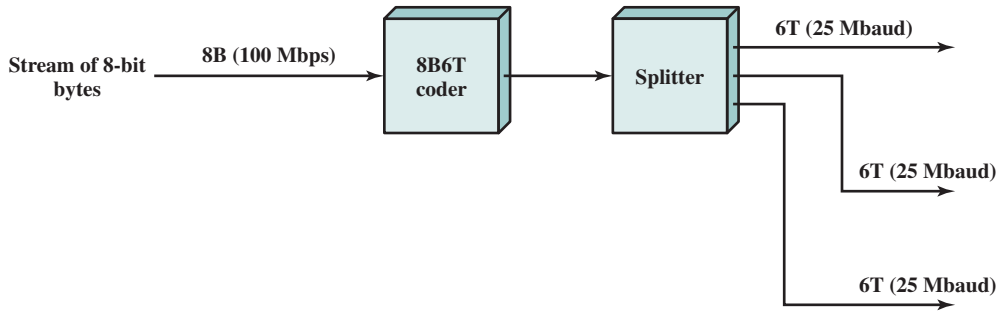 Stream of 8-bit
bytes
8B (100 Mbps)
8B6T
coder
Splitter
6T (25 Mbaud)
6T (25 Mbaud)
6T (25 Mbaud)